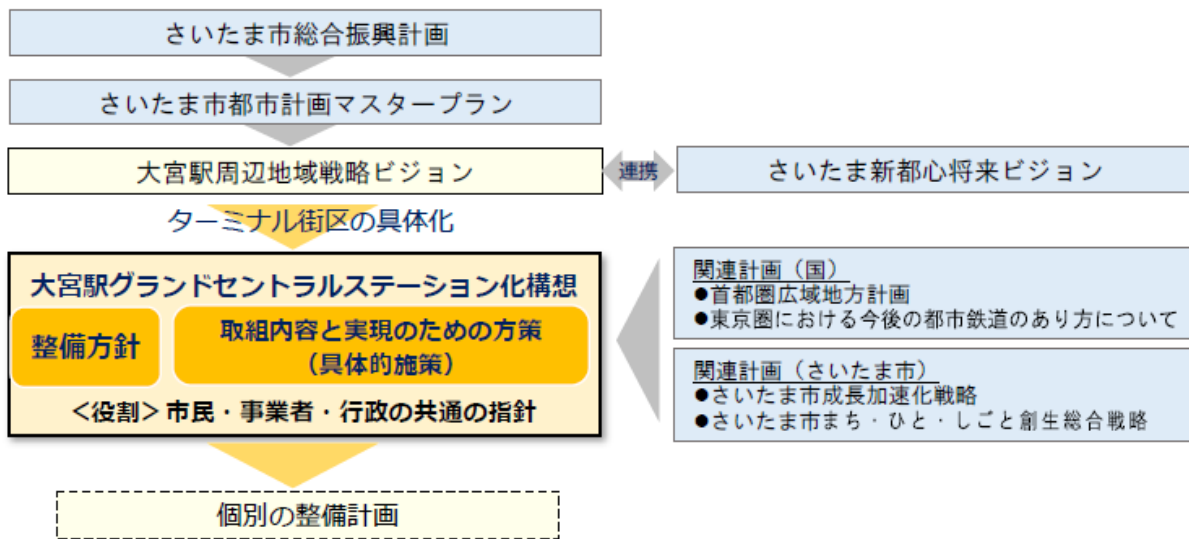 さいたま市総合振興計画
さいたま市都市計画マスタープラン
大宮駅周辺地域戦略ビジョン
連携
さいたま新都心将来ビジョン
ターミナル街区の具体化
大宮駅グランドセントラルステーション化構想
整備方針
取組内容と実現のための方策
（具体的施策）
＜役割＞市民・事業者・行政の共通の指針
関連計画（国）
●首都圏広域地方計画
●東京圏における今後の都市鉄道のあり方について
関連計画（さいたま市）
●さいたま市成長加速化戦略
●さいたま市まち・ひと・しごと創生総合戦略
個別の整備計画